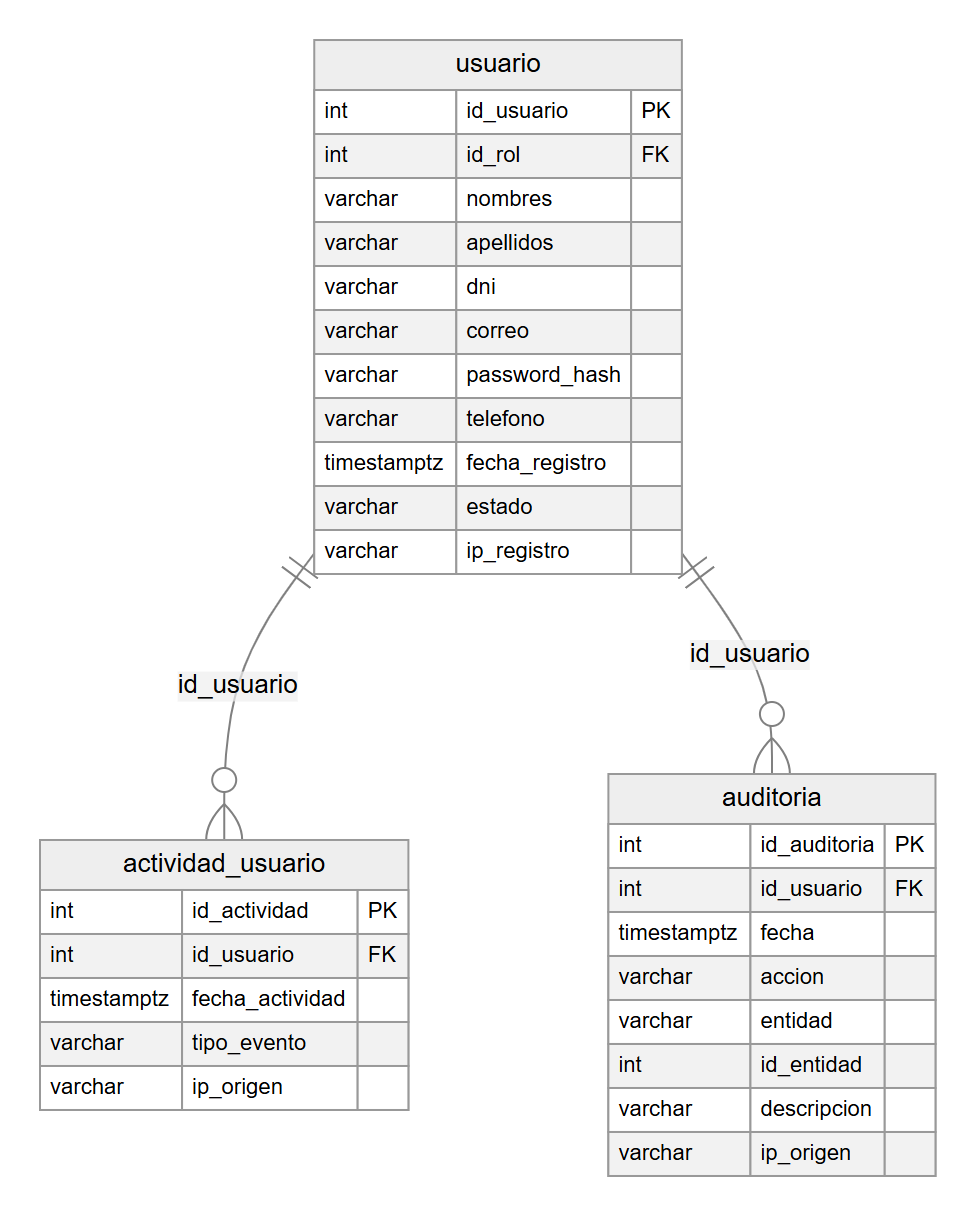 usuario
int id_usuario PK
int id_rol FK
varchar nombres
varchar apellidos
varchar dni
varchar correo
varchar password_hash
varchar telefono
timestamptz fecha_registro
varchar estado
varchar ip_registro
id_usuario
id_usuario
actividad_usuario
int id_actividad PK
int id_usuario FK
timestamptz fecha_actividad
varchar tipo_evento
varchar ip_origen
auditoria
int id_auditoria PK
int id_usuario FK
timestamptz fecha
varchar accion
varchar entidad
int id_entidad
varchar descripcion
varchar ip_origen